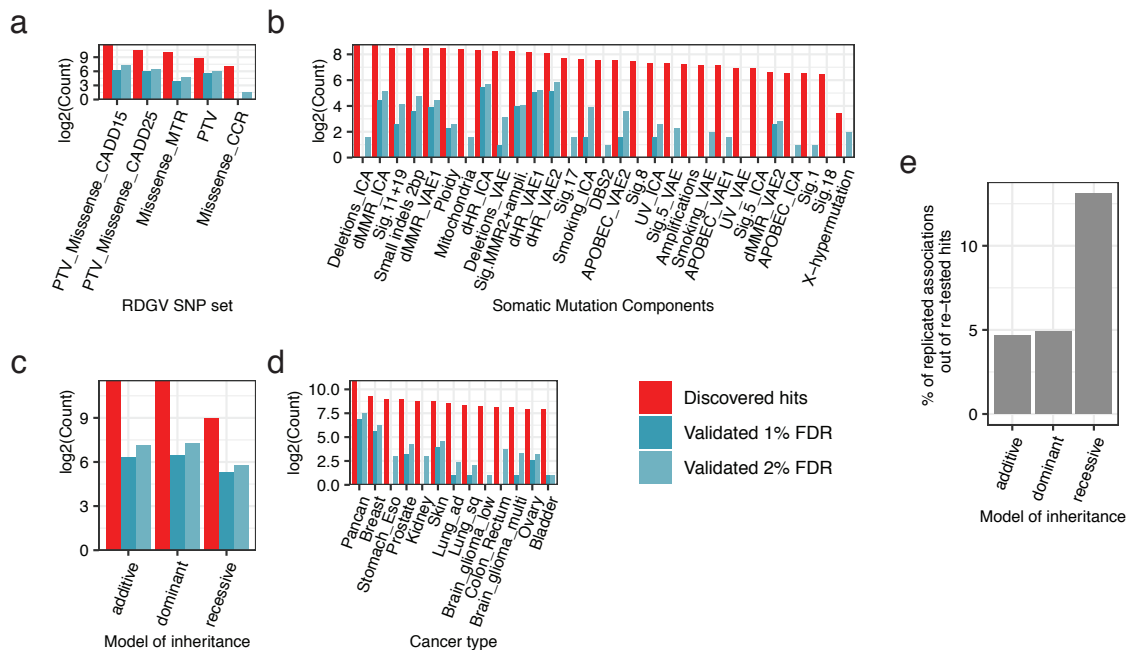 a
log2(Count)
9
6
3
0
PTV_Misssense_CADD15
PTV_Misssense_CADD25
Misssense_MTR
PTV
Misssense_CCR
RDGV SNP set
b
log2(Count)
8
6
4
2
0
Deletions_ICA
dMMR_ICA
Sig.11+19
Small indels 2bp
dMMR_VAE1
Ploidy
Mitochondria
dHR_ICA
Deletions_VAE
Sig.MMR2+ampli.
dHR_VAE1
dHR_VAE2
Sig.17
Smoking_ICA
DBS2
APOBEC_VAE2
Sig.8
UV_ICA
Sig.5_VAE
Amplifications
Smoking_VAE
APOBEC_VAE1
UV_VAE
Sig.5_ICA
dMMR_VAE2
APOBEC_ICA
Sig.1
Sig.18
X-hypermutation
Somatic Mutation Components
c
log2(Count)
9
6
3
0
additive
dominant
recessive
Model of inheritance
d
log2(Count)
10.0
7.5
5.0
2.5
0.0
Pancan
Breast
Stomach_Eso
Prostate
Kidney
Skin
Lung_ad
Lung_sq
Brain_glioma_low
Colon_Rectum
Brain_glioma_multi
Ovary
Bladder
Cancer type
Discovered hits
Validated 1% FDR
Validated 2% FDR
e
% of replicated associations
out of re-tested hits
10
5
0
additive
dominant
recessive
Model of inheritance